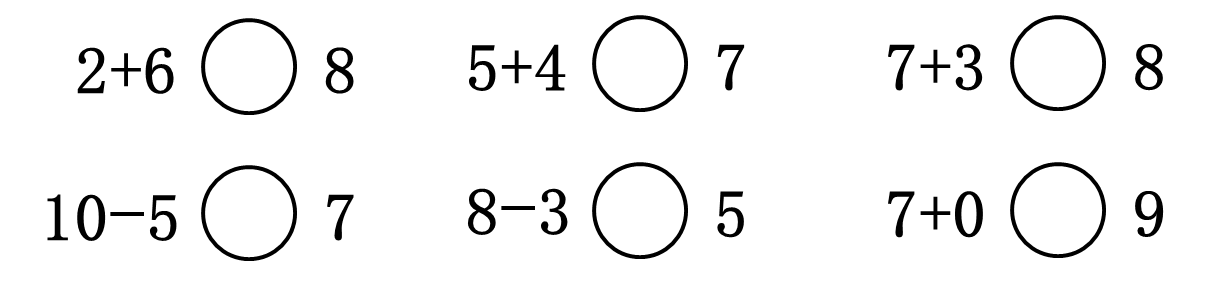 2+6 ◯ 8 5+4 ◯ 7 7+3 ◯ 8
10−5 ◯ 7 8−3 ◯ 5 7+0 ◯ 9